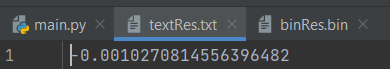 main.py textRes.txt binRes.bin
1 -0.0010270814556396482